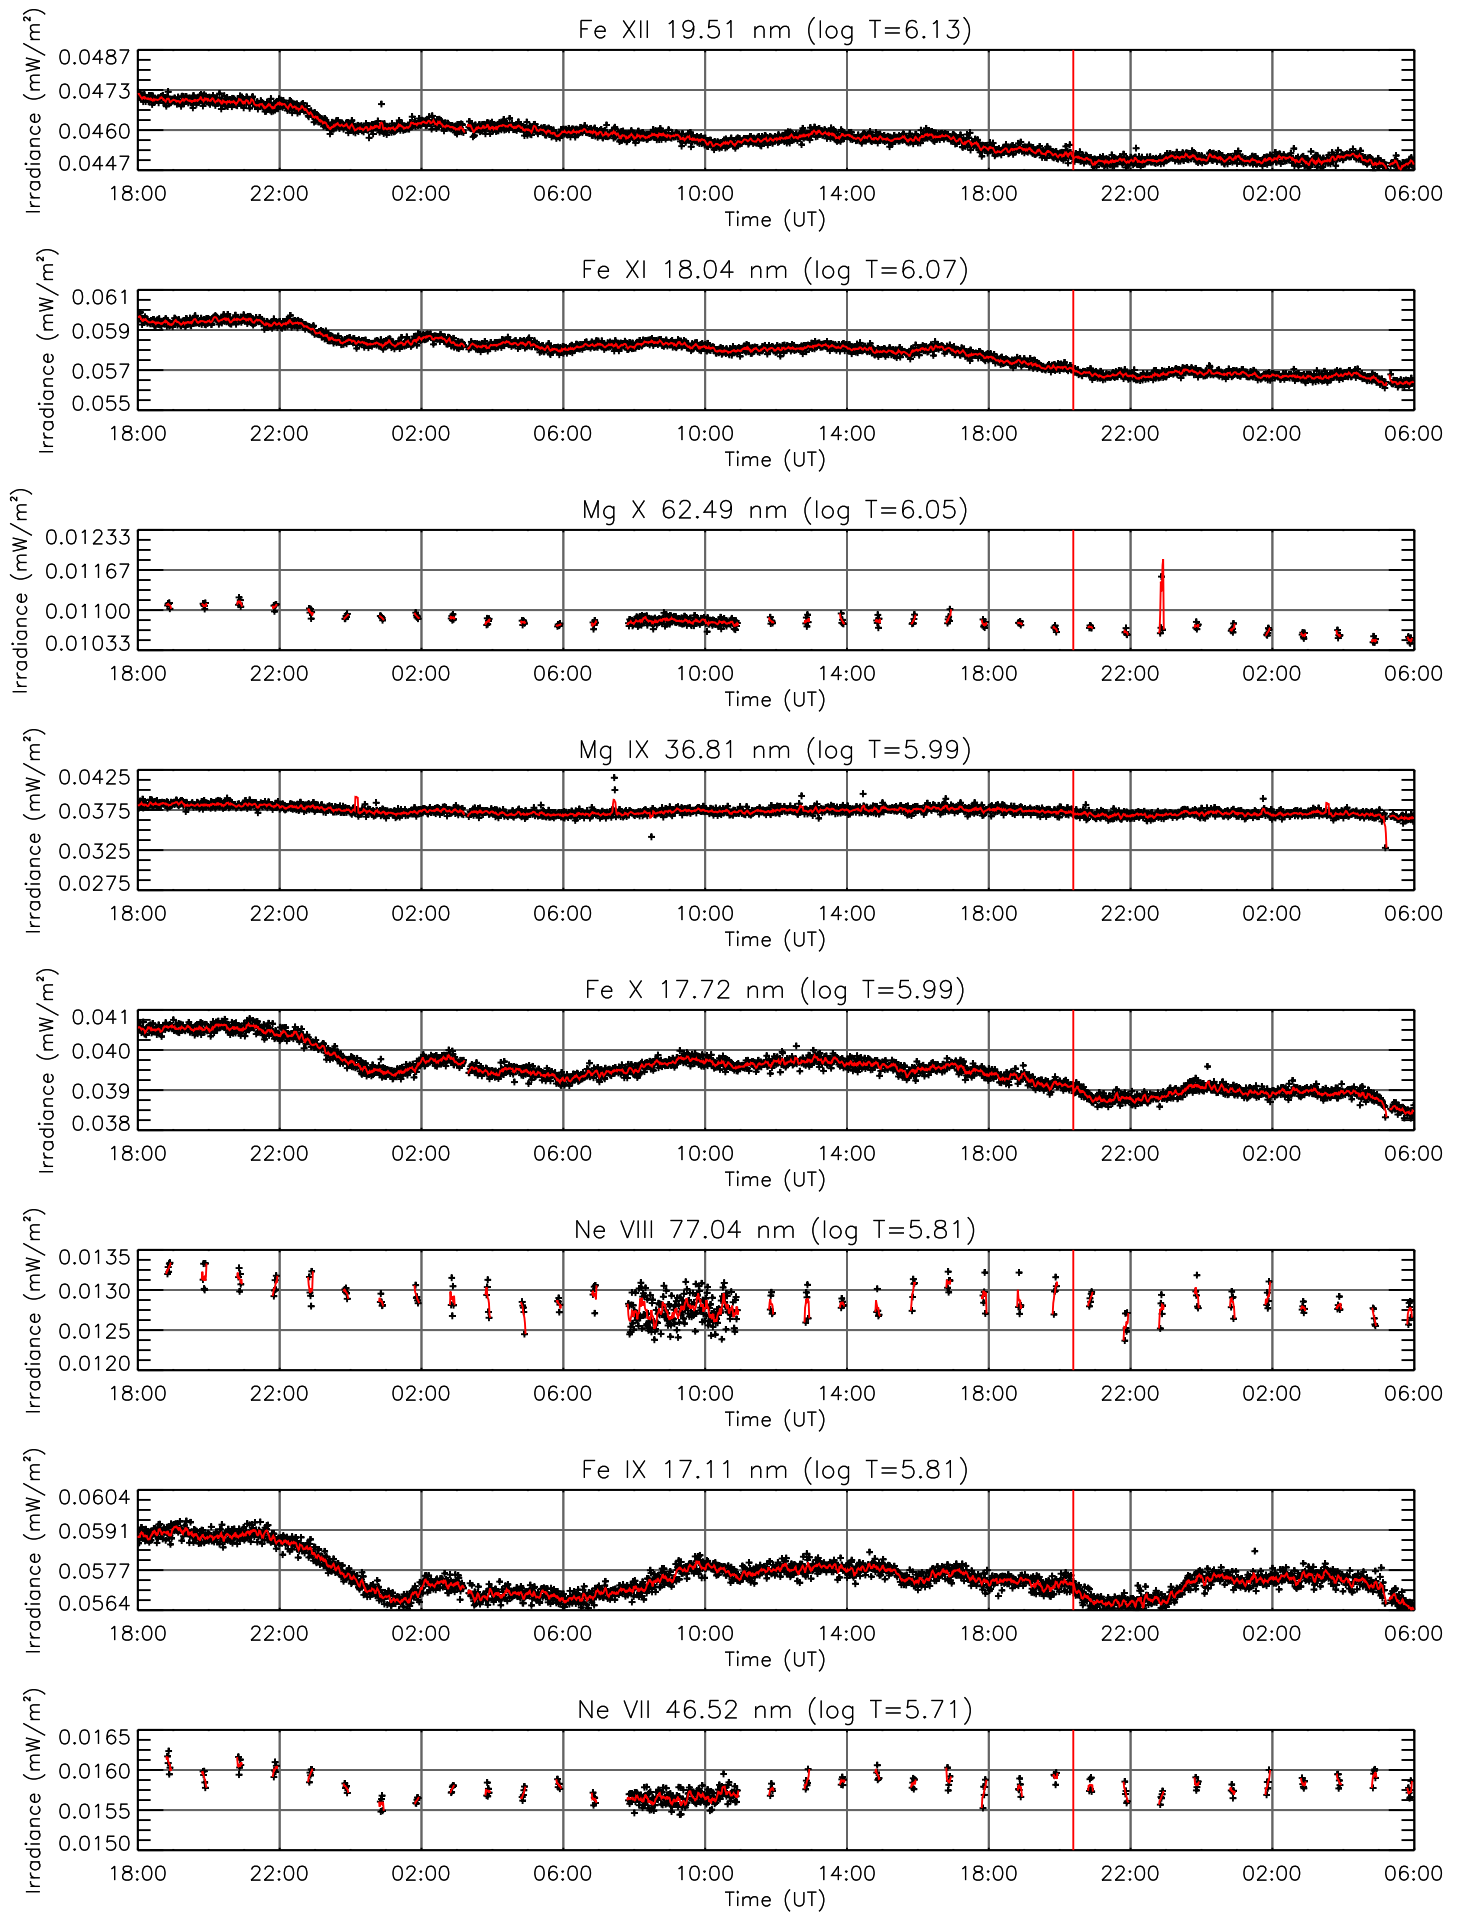 Fe XII 19.51 nm (log T=6.13)
Irradiance (mW/m²)
0.0487
0.0473
0.0460
0.0447
18:00 22:00 02:00 06:00 10:00 14:00 18:00 22:00 02:00 06:00
Time (UT)
Fe XI 18.04 nm (log T=6.07)
Irradiance (mW/m²)
0.061
0.059
0.057
0.055
18:00 22:00 02:00 06:00 10:00 14:00 18:00 22:00 02:00 06:00
Time (UT)
Mg X 62.49 nm (log T=6.05)
Irradiance (mW/m²)
0.01233
0.01167
0.01100
0.01033
18:00 22:00 02:00 06:00 10:00 14:00 18:00 22:00 02:00 06:00
Time (UT)
Mg IX 36.81 nm (log T=5.99)
Irradiance (mW/m²)
0.0425
0.0375
0.0325
0.0275
18:00 22:00 02:00 06:00 10:00 14:00 18:00 22:00 02:00 06:00
Time (UT)
Fe X 17.72 nm (log T=5.99)
Irradiance (mW/m²)
0.041
0.040
0.039
0.038
18:00 22:00 02:00 06:00 10:00 14:00 18:00 22:00 02:00 06:00
Time (UT)
Ne VIII 77.04 nm (log T=5.81)
Irradiance (mW/m²)
0.0135
0.0130
0.0125
0.0120
18:00 22:00 02:00 06:00 10:00 14:00 18:00 22:00 02:00 06:00
Time (UT)
Fe IX 17.11 nm (log T=5.81)
Irradiance (mW/m²)
0.0604
0.0591
0.0577
0.0564
18:00 22:00 02:00 06:00 10:00 14:00 18:00 22:00 02:00 06:00
Time (UT)
Ne VII 46.52 nm (log T=5.71)
Irradiance (mW/m²)
0.0165
0.0160
0.0155
0.0150
18:00 22:00 02:00 06:00 10:00 14:00 18:00 22:00 02:00 06:00
Time (UT)